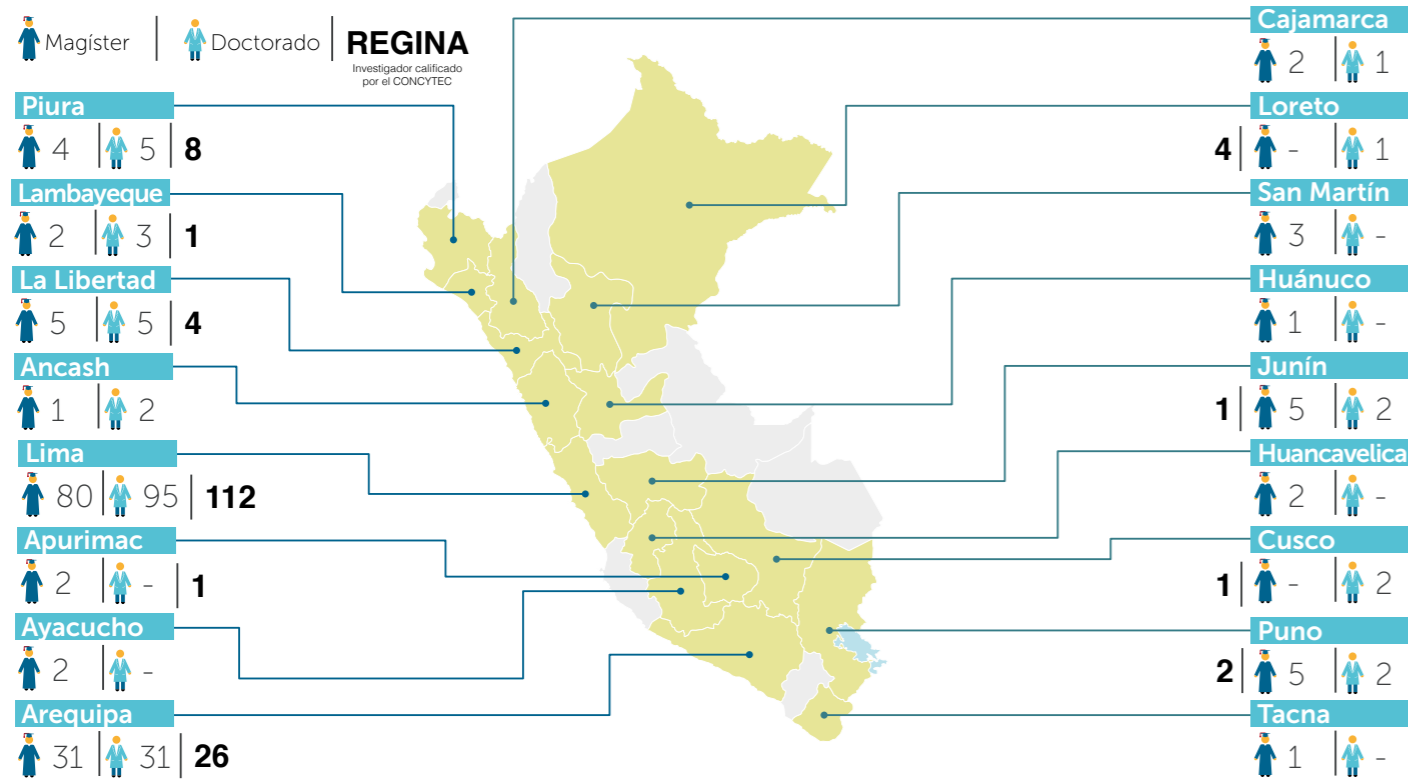 Magíster
Doctorado
REGINA
Investigador calificado
por el CONCYTEC
Piura
4 5 8
Lambayeque
2 3 1
La Libertad
5 5 4
Ancash
1 2
Lima
80 95 112
Apurimac
2 - 1
Ayacucho
2 -
Arequipa
31 31 26
Cajamarca
2 1
Loreto
4 - 1
San Martín
3 -
Huánuco
1 -
Junín
1 5 2
Huancavelica
2 -
Cusco
1 - 2
Puno
2 5 2
Tacna
1 -